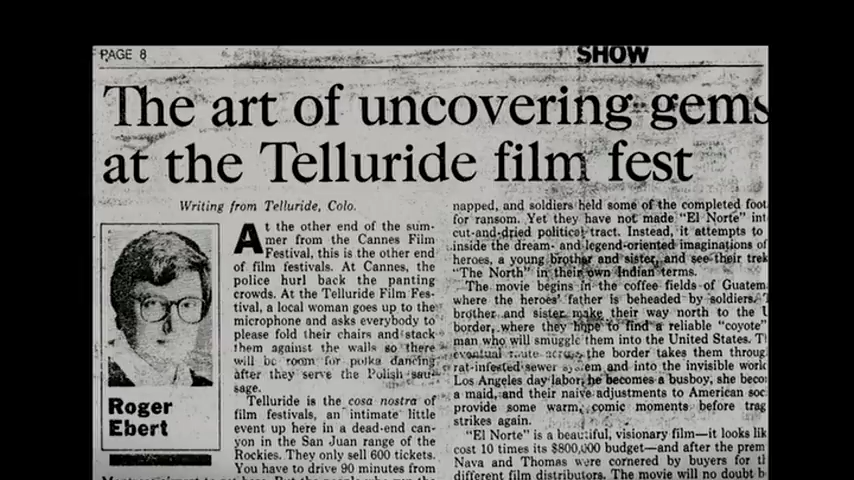 PAGE 8
SHOW
The art of uncovering gems
at the Telluride film fest
Writing from Telluride, Colo.
Roger
Ebert
At the other end of the sum-
mer from the Cannes Film
Festival, this is the other end
of film festivals. At Cannes, the
police hurl back the panting
crowds. At the Telluride Film Fes-
tival, a local woman goes up to the
microphone and asks everybody to
please fold their chairs and stack
them against the walls so there
will be room for polka dancing
after they serve the Polish sau-
sage.
Telluride is the cosa nostra of
film festivals, an intimate little
event up here in a dead-end can-
yon in the San Juan range of the
Rockies. They only sell 600 tickets.
You have to drive 90 minutes from
napped, and soldiers held some of the completed foot
for ransom. Yet they have not made "El Norte" int
cut-and-dried political tract. Instead, it attempts to
inside the dream- and legend-oriented imaginations of
heroes, a young brother and sister, and see their trek
"The North" in their own Indian terms.
The movie begins in the coffee fields of Guatem
where the heroes' father is beheaded by soldiers.
brother and sister make their way north to the U
border, where they hope to find a reliable "coyote"
man who will smuggle them into the United States. T
eventual route across the border takes them throug
rat-infested sewer system and into the invisible work
Los Angeles day labor; he becomes a busboy, she beco
a maid, and their naive adjustments to American soc
provide some warm, comic moments before trag
strikes again.
"El Norte" is a beautiful, visionary film—it looks lik
cost 10 times its $800,000 budget—and after the prem
Nava and Thomas were cornered by buyers for th
different film distributors. The movie will no doubt b